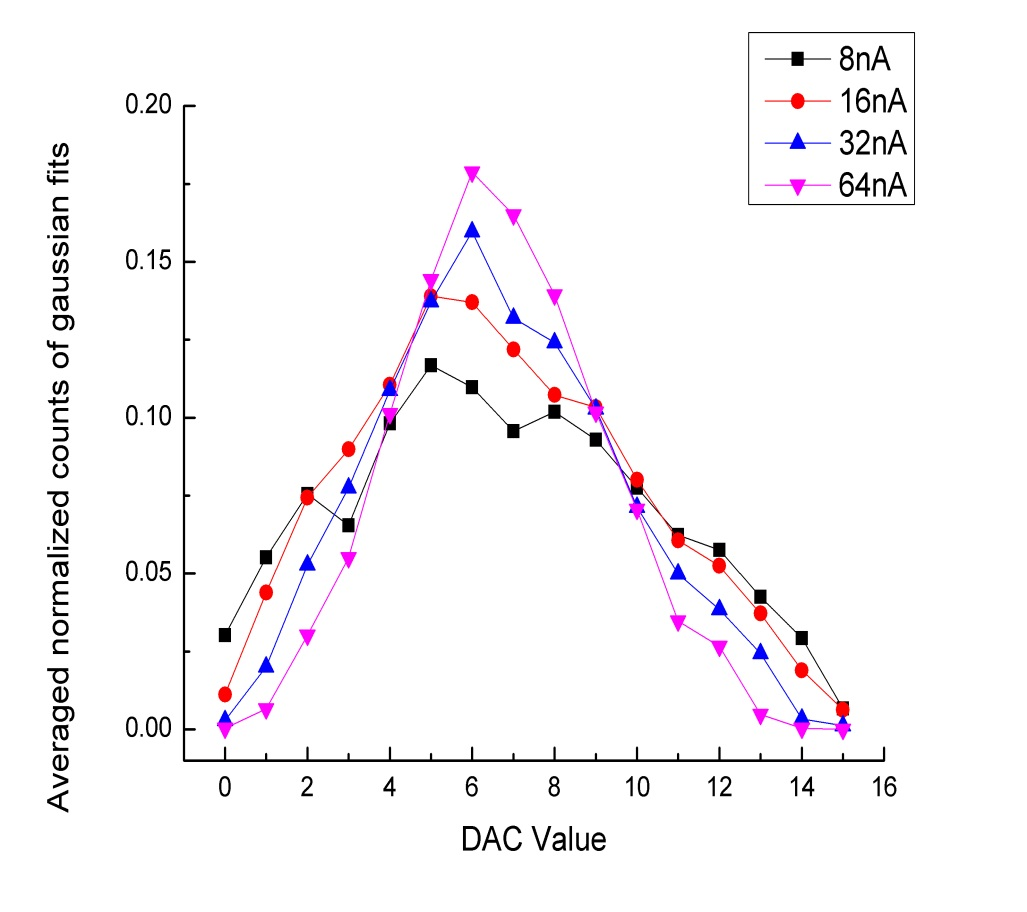 8nA
16nA
32nA
64nA
Averaged normalized counts of gaussian fits
0.20
0.15
0.10
0.05
0.00
0 2 4 6 8 10 12 14 16
DAC Value